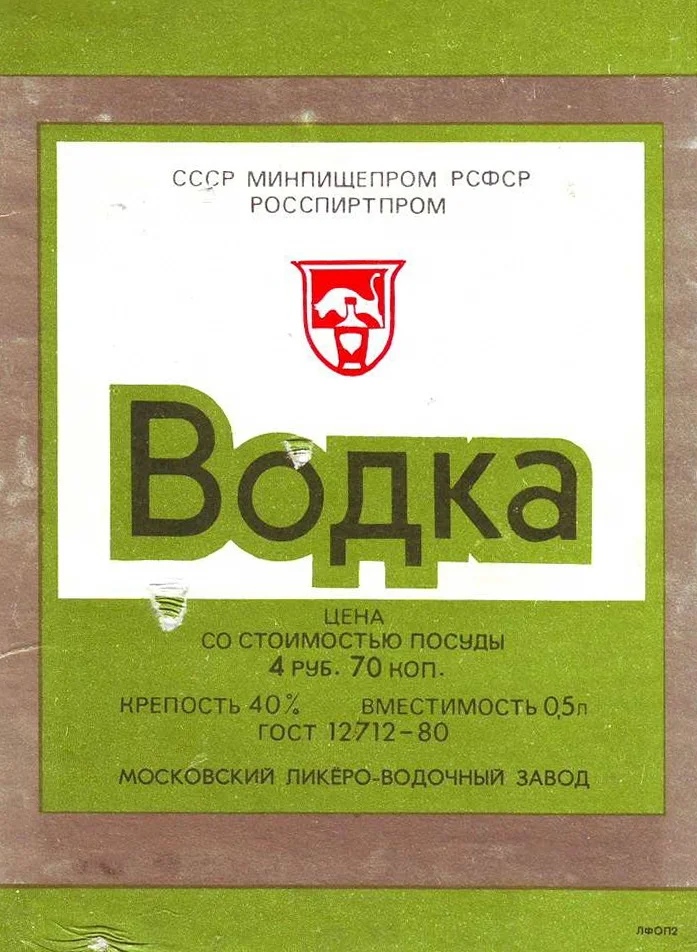 СССР МИНПИЩЕПРОМ РСФСР
РОССПИРТПРОМ
Водка
ЦЕНА
СО СТОИМОСТЬЮ ПОСУДЫ
4 РУБ. 70 КОП.
КРЕПОСТЬ 40% ВМЕСТИМОСТЬ 0,5л
ГОСТ 12712-80
МОСКОВСКИЙ ЛИКЁРО-ВОДОЧНЫЙ ЗАВОД
ЛФОП2